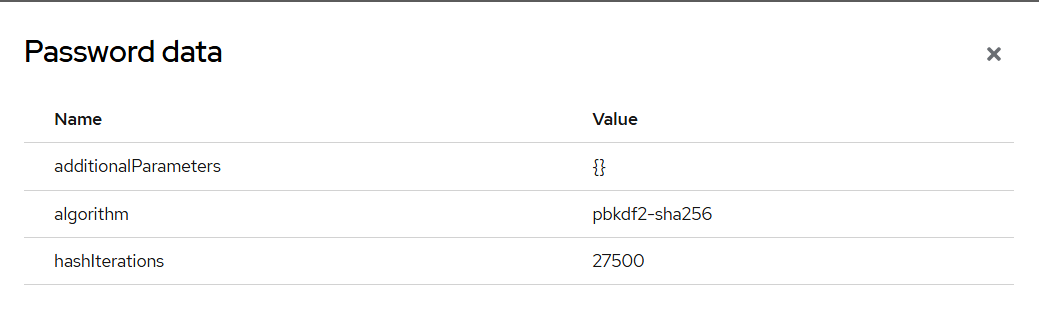 Password data
Name Value
additionalParameters {}
algorithm pbkdf2-sha256
hashIterations 27500